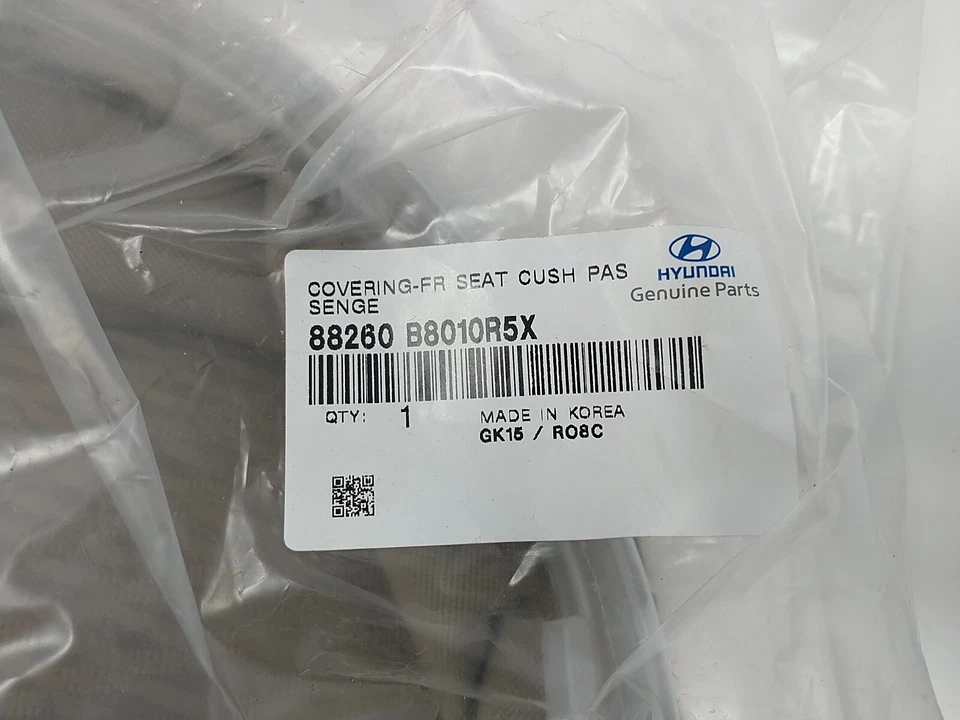 COVERING-FR SEAT CUSH PAS
SENGE
HYUNDAI
Genuine Parts
88260 B8010R5X
QTY: 1 MADE IN KOREA
GK15 / RO8C